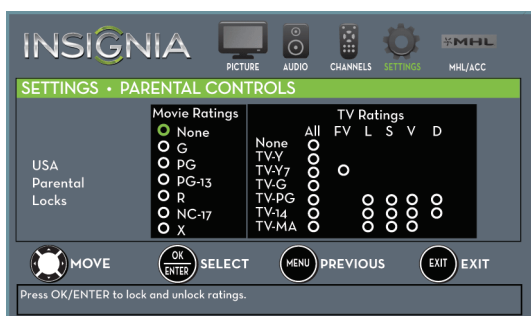 INSIGNIA
PICTURE AUDIO CHANNELS SETTINGS MHL MHL/ACC
SETTINGS • PARENTAL CONTROLS
Movie Ratings TV Ratings
All FV L S V D
None
G
PG
PG-13
R
NC-17
X
None
TV-Y
TV-Y7
TV-G
TV-PG
TV-14
TV-MA
USA
Parental
Locks
MOVE OK/ENTER SELECT MENU PREVIOUS EXIT EXIT
Press OK/ENTER to lock and unlock ratings.